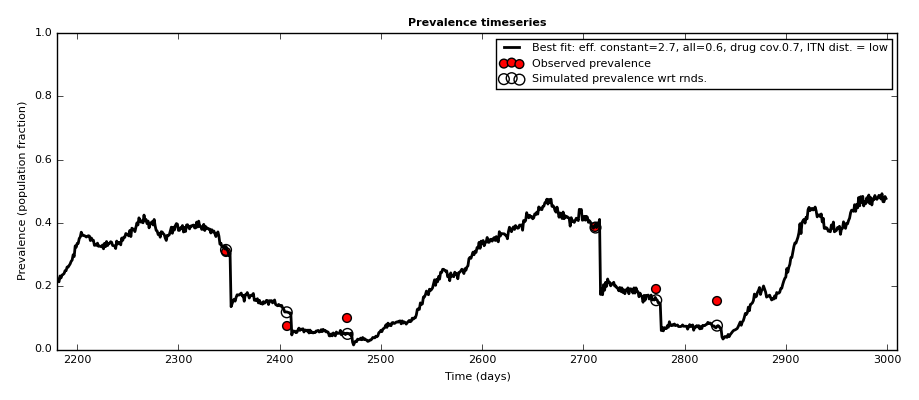 Prevalence timeseries
1.0
0.8
0.6
0.4
0.2
0.0
Prevalence (population fraction)
Best fit: eff. constant=2.7, all=0.6, drug cov.0.7, ITN dist. = low
Observed prevalence
Simulated prevalence wrt rnds.
2200 2300 2400 2500 2600 2700 2800 2900 3000
Time (days)